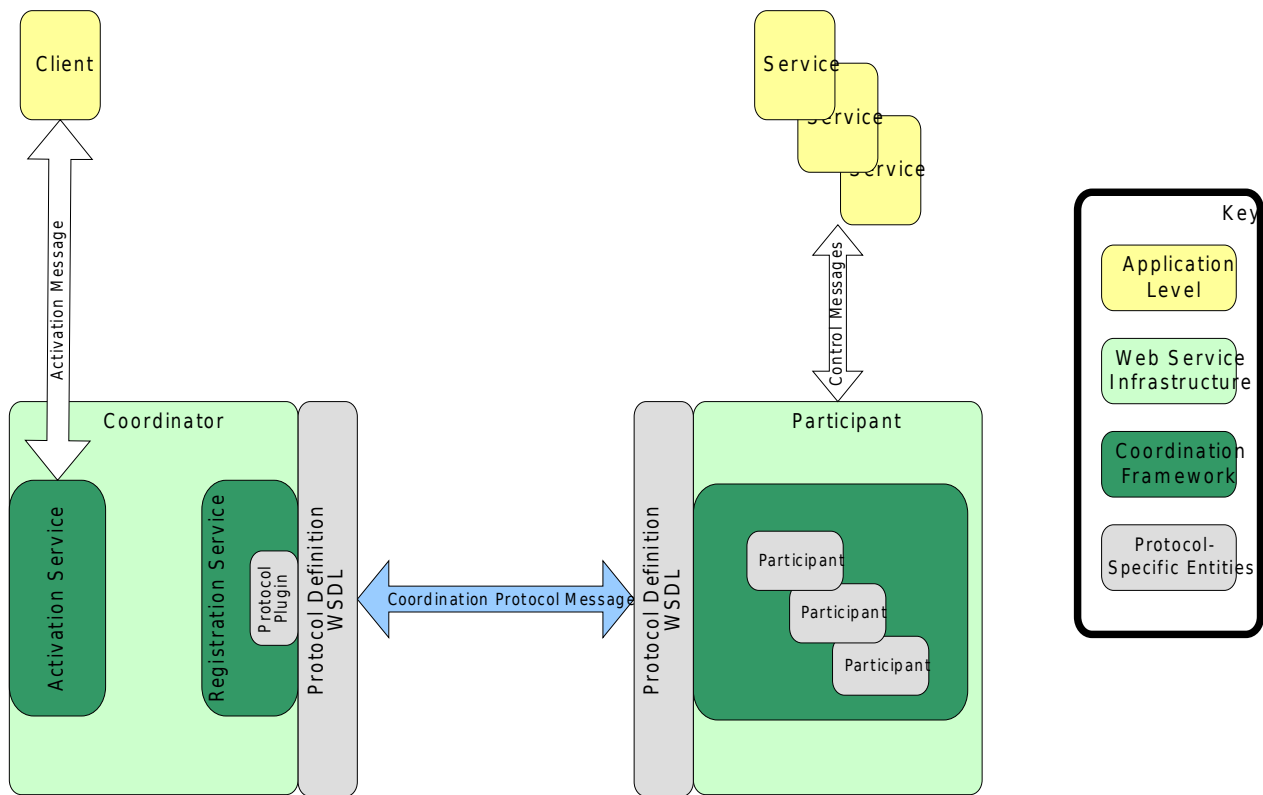 Client
Service
Service
Service
Activation Message
Control Messages
Key
Application
Level
Web Service
Infrastructure
Coordination
Framework
Protocol-
Specific Entities
Coordinator
Activation Service
Registration Service
Protocol
Plugin
Protocol Definition
WSDL
Coordination Protocol Message
Protocol Definition
WSDL
Participant
Participant
Participant
Participant